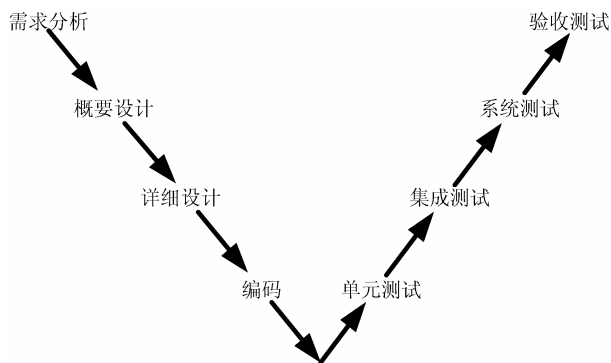 需求分析
验收测试
概要设计
系统测试
详细设计
集成测试
编码
单元测试